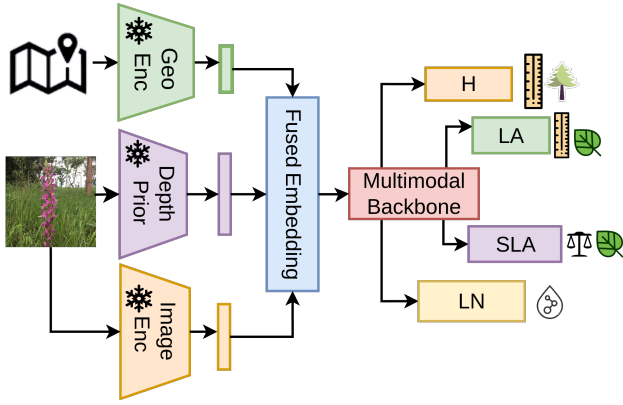 Geo
Enc
Depth
Prior
Image
Enc
Fused Embedding
Multimodal
Backbone
H
LA
SLA
LN